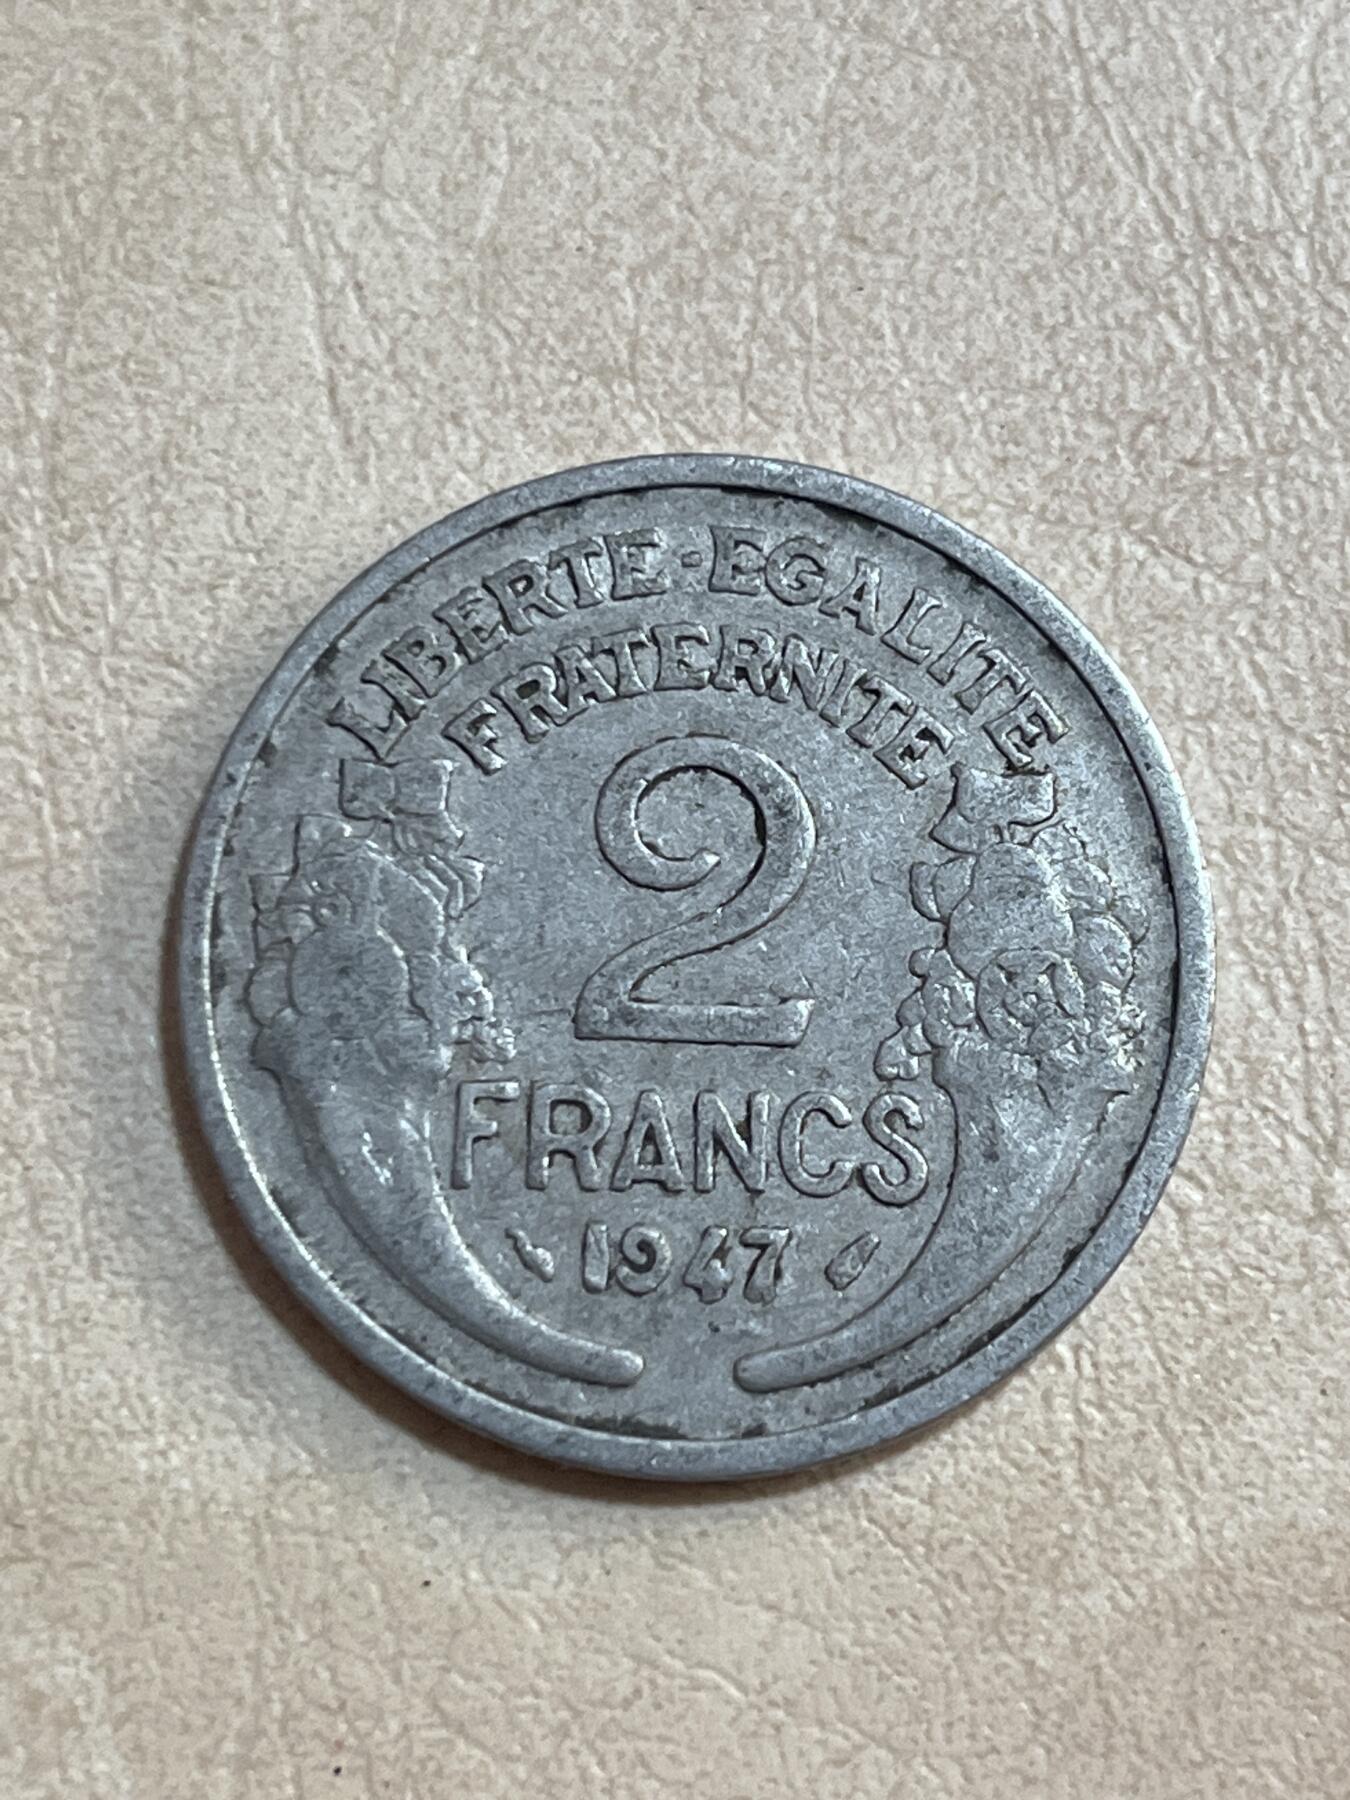 LIBERTE·EGALITE
FRATERNITE
2
FRANCS
1947